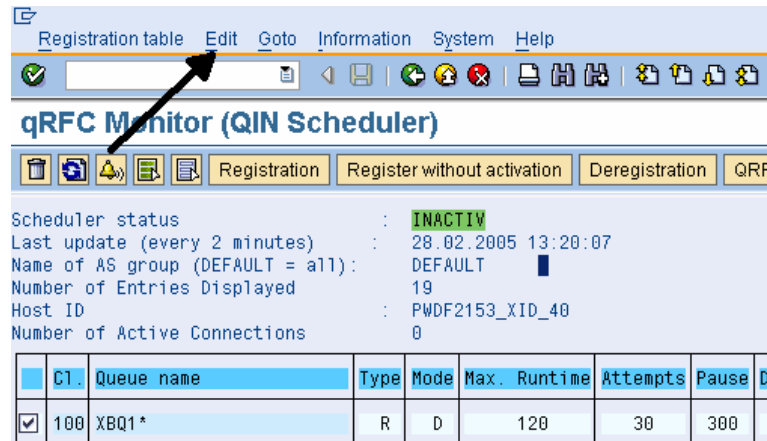 Registration table Edit Goto Information System Help
qRFC Monitor (QIN Scheduler)
Registration Register without activation Deregistration
Scheduler status : INACTIV
Last update (every 2 minutes) : 28.02.2005 13:20:07
Name of AS group (DEFAULT = all): DEFAULT
Number of Entries Displayed 19
Host ID : PWDF2153_XID_40
Number of Active Connections 0
Cl. Queue name Type Mode Max. Runtime Attempts Pause
100 XBQ1* R D 120 30 300